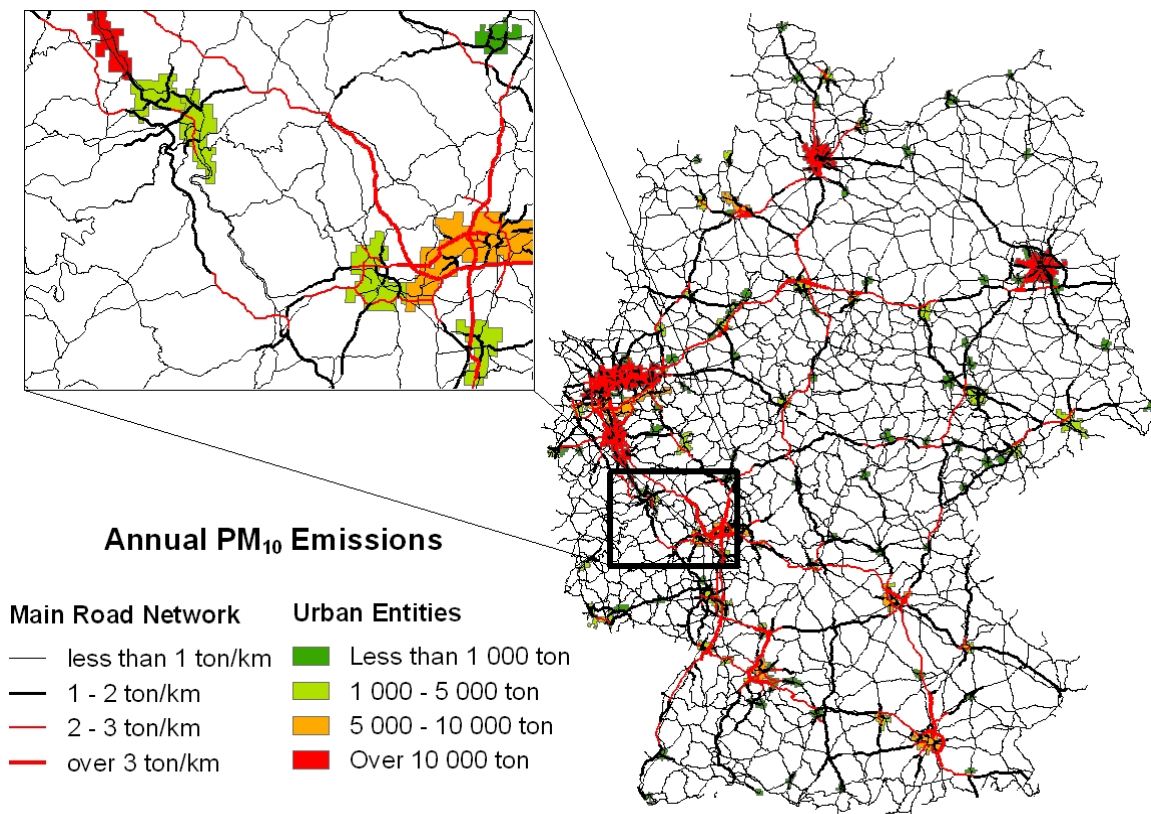 Annual PM₁₀ Emissions
Main Road Network
less than 1 ton/km
1 - 2 ton/km
2 - 3 ton/km
over 3 ton/km
Urban Entities
Less than 1 000 ton
1 000 - 5 000 ton
5 000 - 10 000 ton
Over 10 000 ton